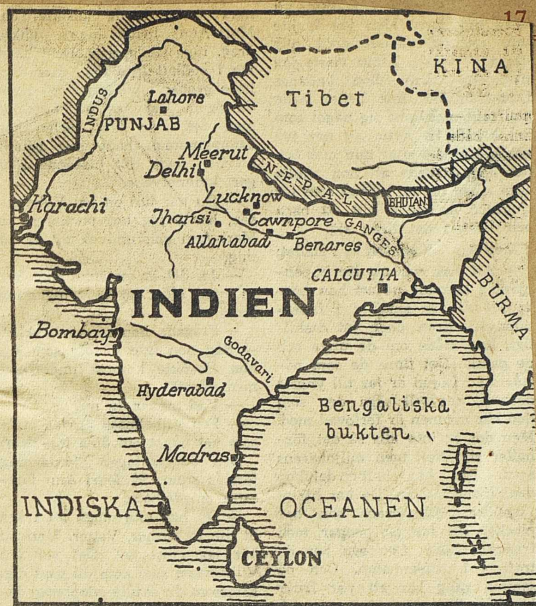 17
KINA
Tibet
INDUS
Lahore
PUNJAB
Meerut
Delhi
NEPAL
BHUTAN
Karachi
Lucknow
Jhansi
Cawnpore
GANGES
Allahabad
Benares
CALCUTTA
BURMA
INDIEN
Bombay
Godavari
Hyderabad
Bengaliska
bukten
Madras
INDISKA OCEANEN
CEYLON